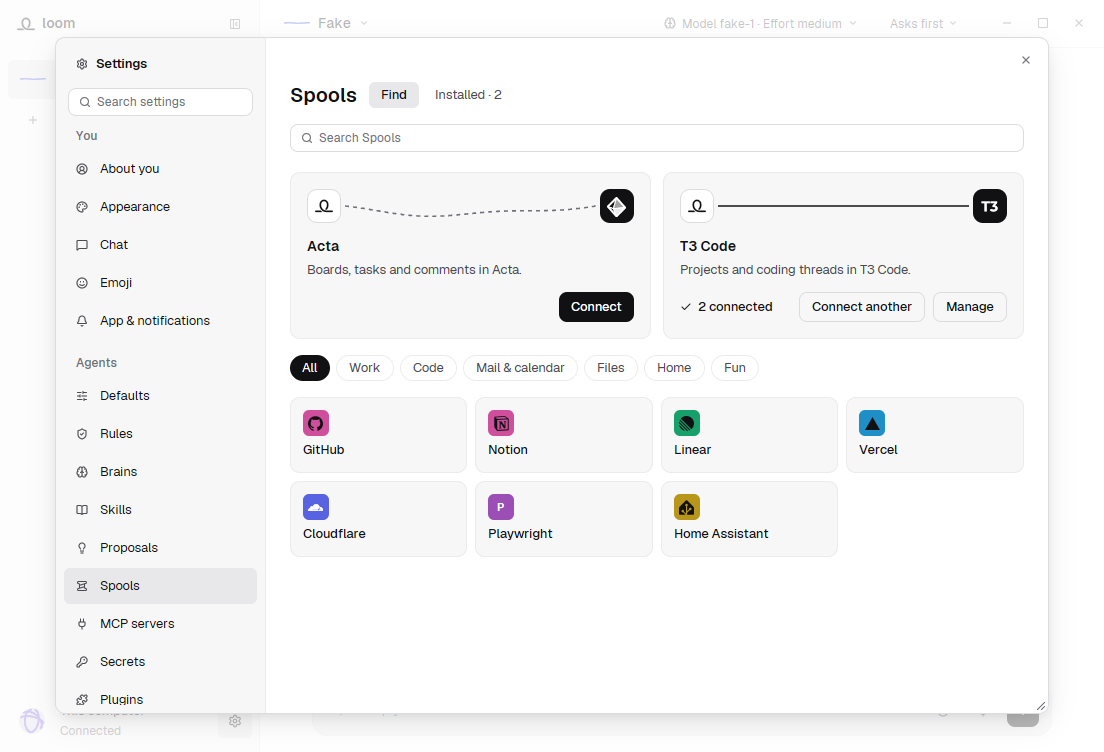 loom
Fake
Model fake-1 · Effort medium
Asks first
Settings
Search settings
You
About you
Appearance
Chat
Emoji
App & notifications
Agents
Defaults
Rules
Brains
Skills
Proposals
Spools
MCP servers
Secrets
Plugins
Connected
Spools
Find
Installed · 2
Search Spools
Acta
Boards, tasks and comments in Acta.
Connect
T3
T3 Code
Projects and coding threads in T3 Code.
2 connected
Connect another
Manage
All
Work
Code
Mail & calendar
Files
Home
Fun
GitHub
Notion
Linear
Vercel
Cloudflare
P
Playwright
Home Assistant